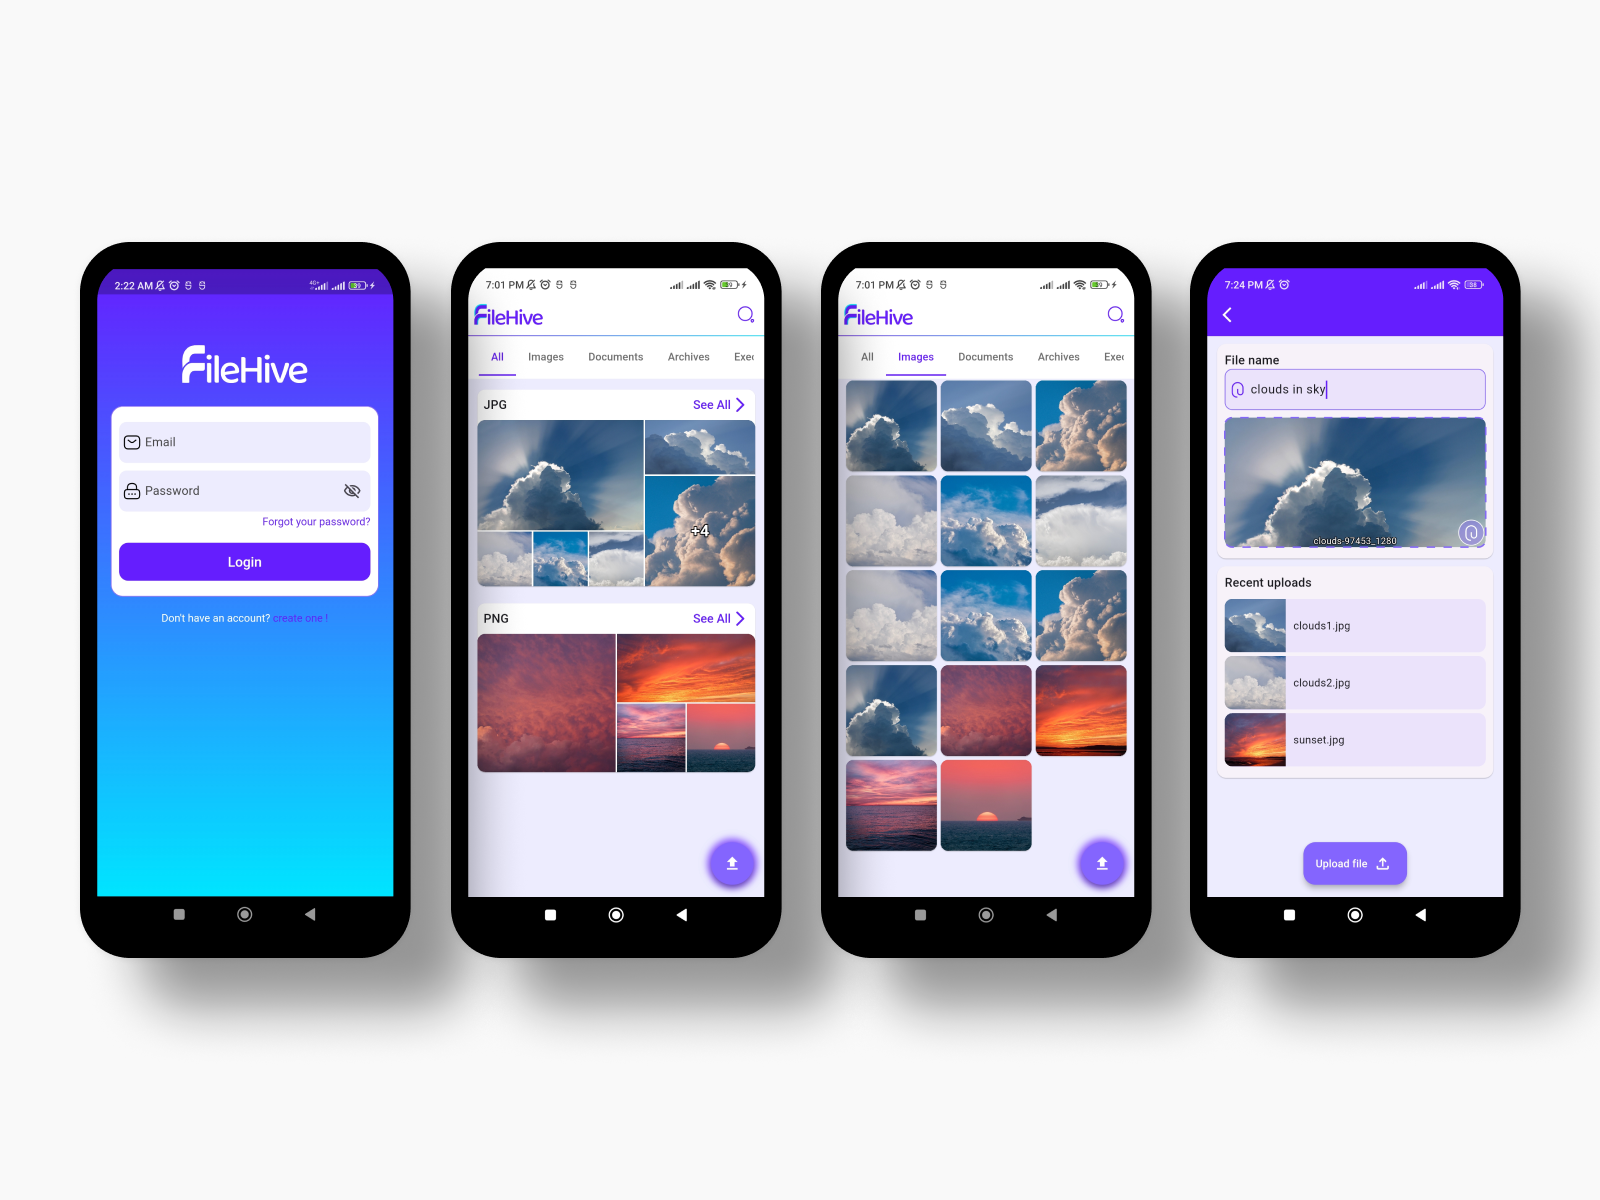 2:22 AM
FileHive
Email
Password
Forgot your password?
Login
Don't have an account? create one !
7:01 PM
FileHive
All Images Documents Archives Exec
JPG See All
+4
PNG See All
7:01 PM
FileHive
All Images Documents Archives Exec
7:24 PM
File name
clouds in sky
clouds-97453_1280
Recent uploads
clouds1.jpg
clouds2.jpg
sunset.jpg
Upload file